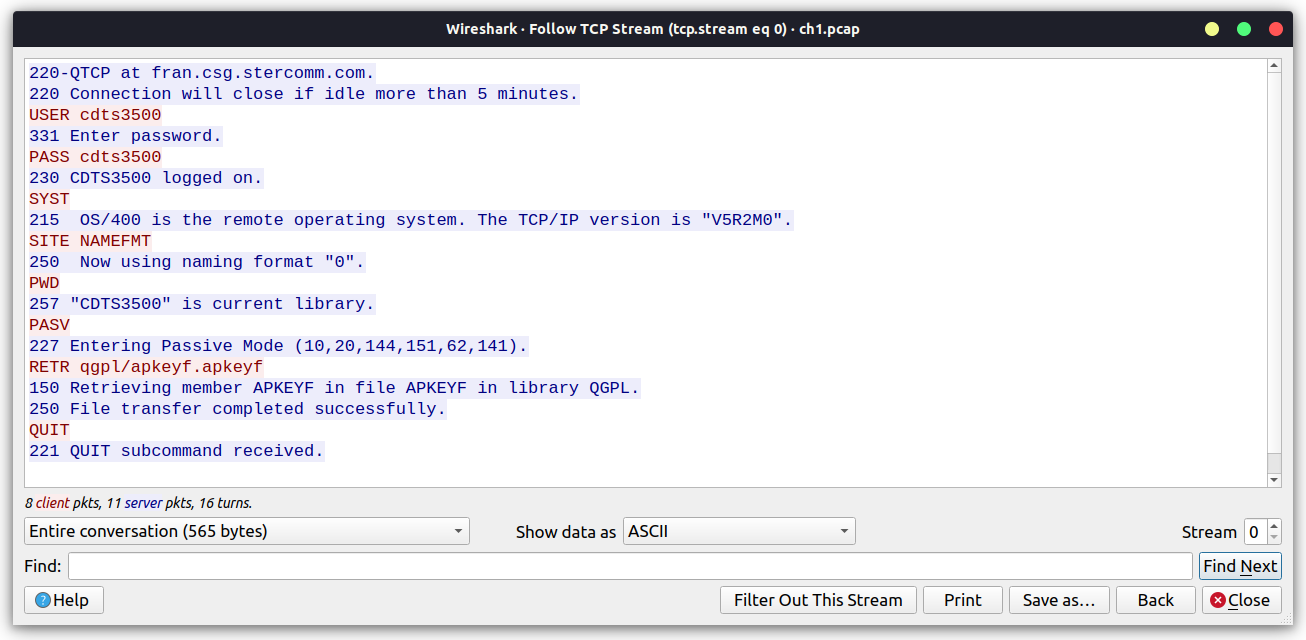 Wireshark · Follow TCP Stream (tcp.stream eq 0) · ch1.pcap
220-QTCP at fran.csg.stercomm.com.
220 Connection will close if idle more than 5 minutes.
USER cdts3500
331 Enter password.
PASS cdts3500
230 CDTS3500 logged on.
SYST
215  OS/400 is the remote operating system. The TCP/IP version is "V5R2M0".
SITE NAMEFMT
250  Now using naming format "0".
PWD
257 "CDTS3500" is current library.
PASV
227 Entering Passive Mode (10,20,144,151,62,141).
RETR qgpl/apkeyf.apkeyf
150 Retrieving member APKEYF in file APKEYF in library QGPL.
250 File transfer completed successfully.
QUIT
221 QUIT subcommand received.
8 client pkts, 11 server pkts, 16 turns.
Entire conversation (565 bytes) Show data as ASCII Stream 0
Find: Find Next
Help Filter Out This Stream Print Save as... Back Close